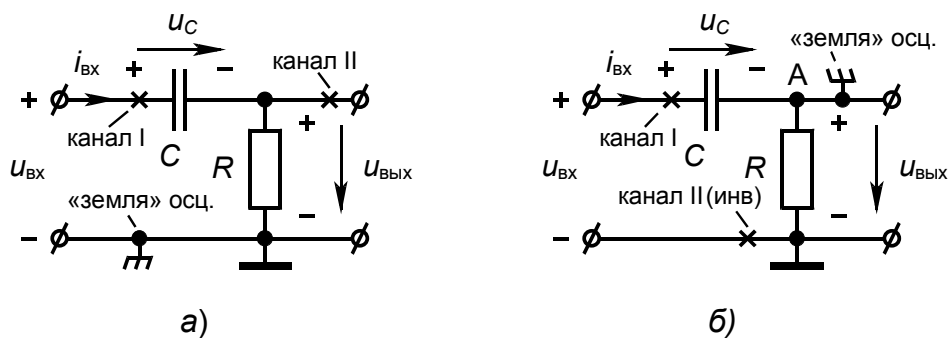 u_C
i_вх
+
–
канал II
+
канал I
C
+
u_вх
R
u_вых
«земля» осц.
–
–
а)
u_C
«земля» осц.
i_вх
+
–
A
+
канал I
C
+
u_вх
R
u_вых
канал II (инв)
–
–
б)